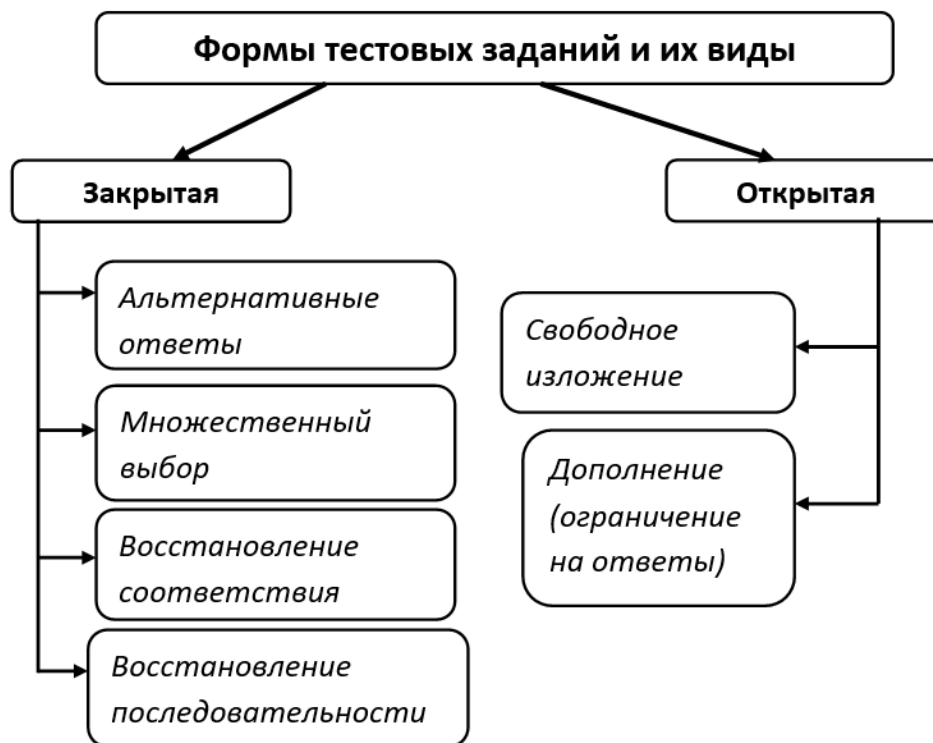 Формы тестовых заданий и их виды
Закрытая
Альтернативные
ответы
Множественный
выбор
Восстановление
соответствия
Восстановление
последовательности
Открытая
Свободное
изложение
Дополнение
(ограничение
на ответы)